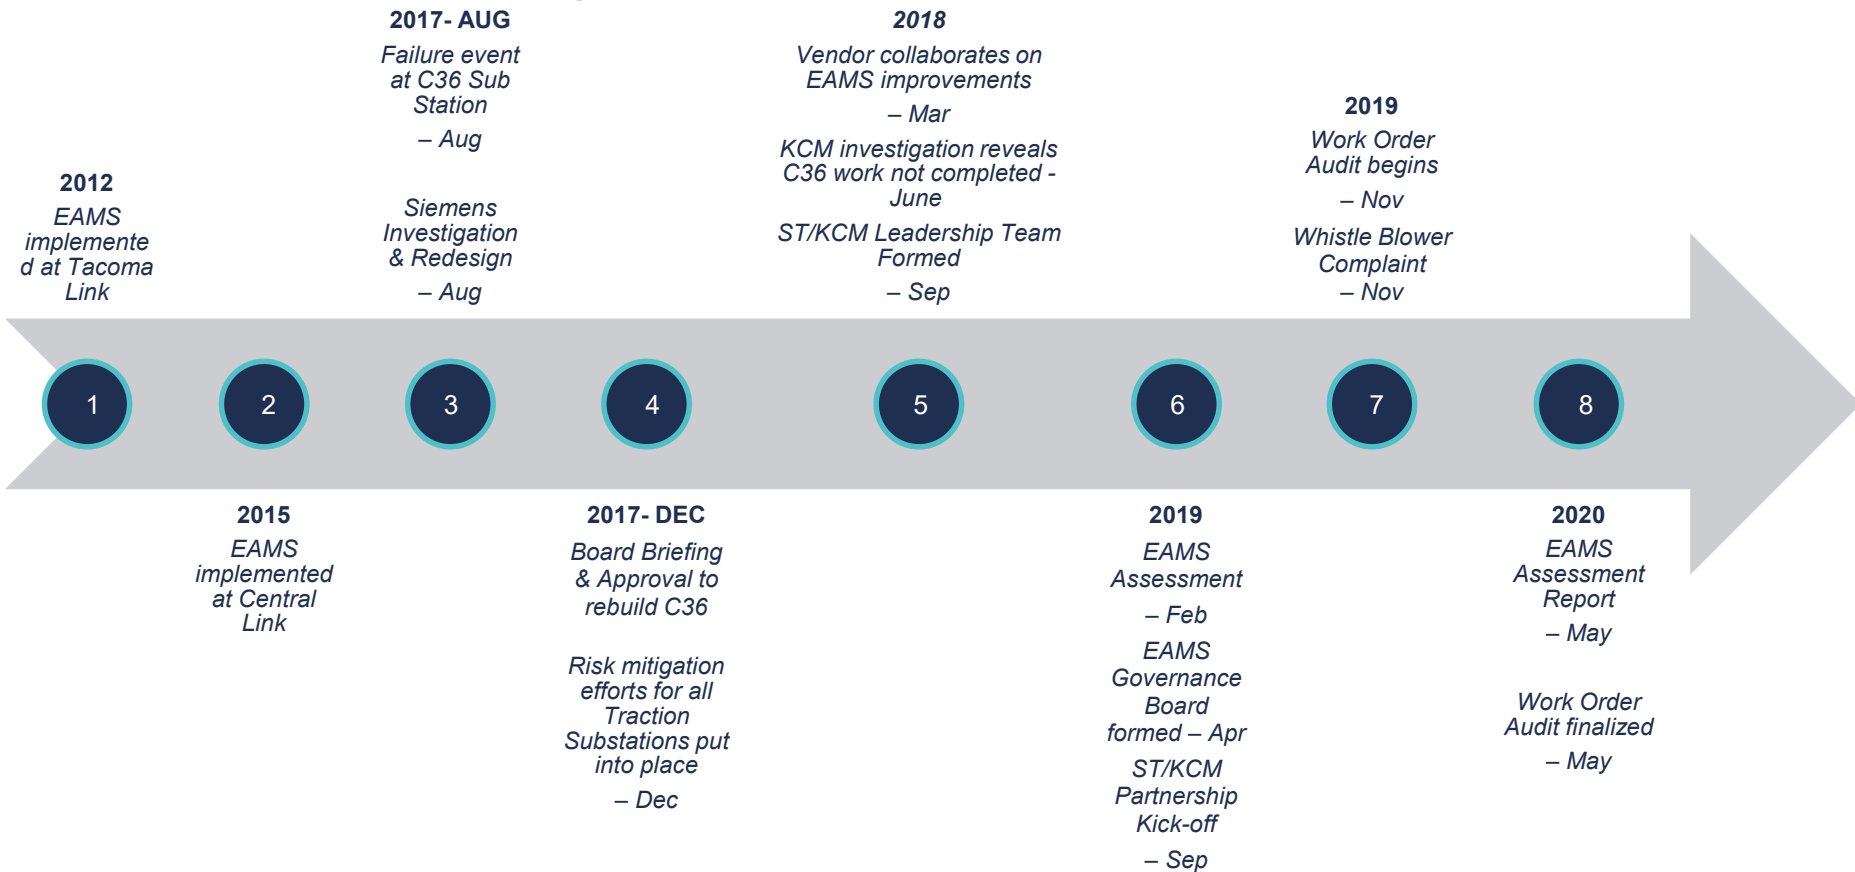 2012
EAMS
implemente
d at Tacoma
Link
2017- AUG
Failure event
at C36 Sub
Station
– Aug
Siemens
Investigation
& Redesign
– Aug
2018
Vendor collaborates on
EAMS improvements
– Mar
KCM investigation reveals
C36 work not completed -
June
ST/KCM Leadership Team
Formed
– Sep
2019
Work Order
Audit begins
– Nov
Whistle Blower
Complaint
– Nov
1
2
3
4
5
6
7
8
2015
EAMS
implemented
at Central
Link
2017- DEC
Board Briefing
& Approval to
rebuild C36
Risk mitigation
efforts for all
Traction
Substations put
into place
– Dec
2019
EAMS
Assessment
– Feb
EAMS
Governance
Board
formed – Apr
ST/KCM
Partnership
Kick-off
– Sep
2020
EAMS
Assessment
Report
– May
Work Order
Audit finalized
– May